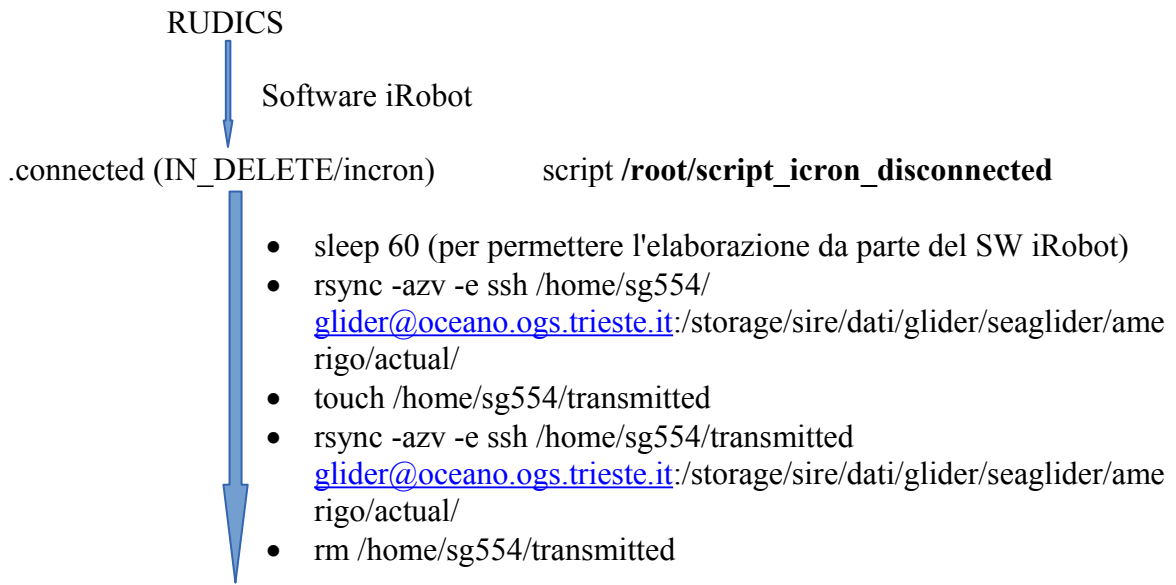 RUDICS
Software iRobot
.connected (IN_DELETE/incron) script /root/script_icron_disconnected
• sleep 60 (per permettere l'elaborazione da parte del SW iRobot)
• rsync -azv -e ssh /home/sg554/
glider@oceano.ogs.trieste.it:/storage/sire/dati/glider/seaglider/ame
rigo/actual/
• touch /home/sg554/transmitted
• rsync -azv -e ssh /home/sg554/transmitted
glider@oceano.ogs.trieste.it:/storage/sire/dati/glider/seaglider/ame
rigo/actual/
• rm /home/sg554/transmitted